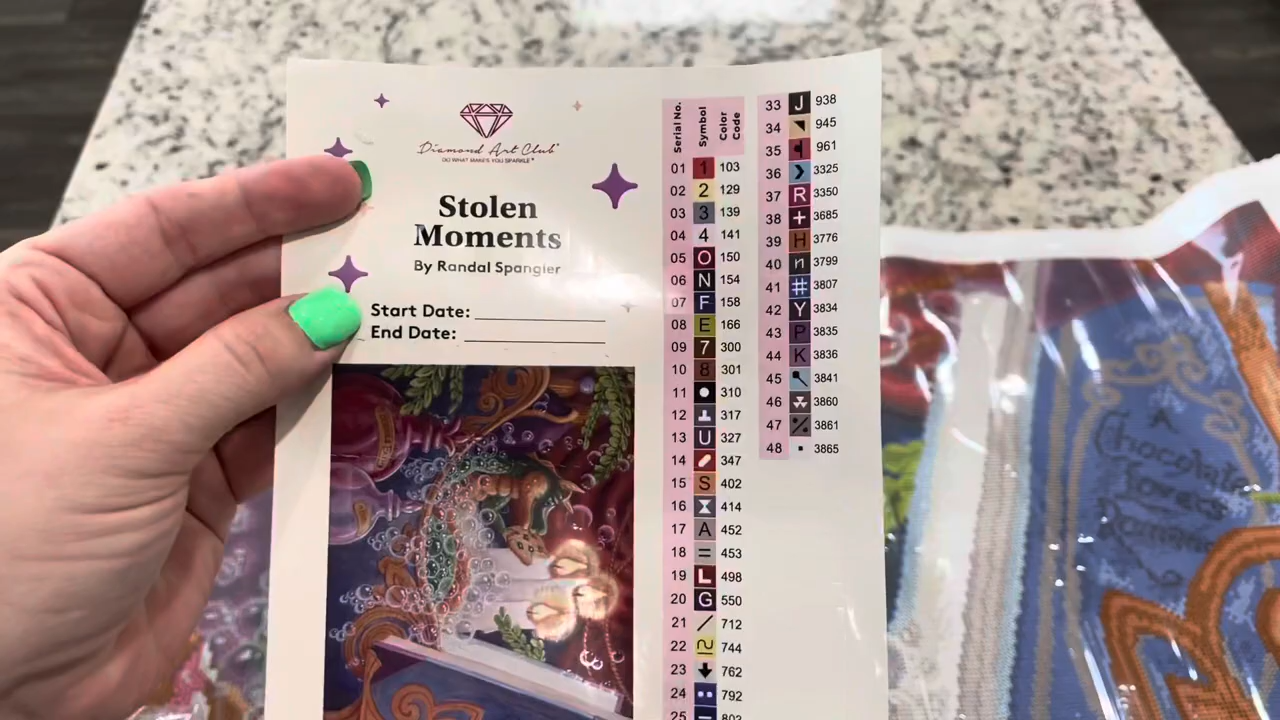 Diamond Art Club
DO WHAT MAKES YOU SPARKLE
Stolen
Moments
By Randal Spangler
Start Date:
End Date:
Serial No. Symbol Color Code
01 1 103
02 2 129
03 3 139
04 4 141
05 O 150
06 N 154
07 F 158
08 E 166
09 7 300
10 8 301
11 310
12 317
13 U 327
14 347
15 S 402
16 414
17 A 452
18 = 453
19 L 498
20 G 550
21 / 712
22 744
23 762
24 792
25
33 J 938
34 945
35 961
36 3325
37 R 3350
38 + 3685
39 H 3776
40 n 3799
41 # 3807
42 Y 3834
43 P 3835
44 K 3836
45 3841
46 3860
47 3861
48 3865
A
Chocolate
Lovers
Romance